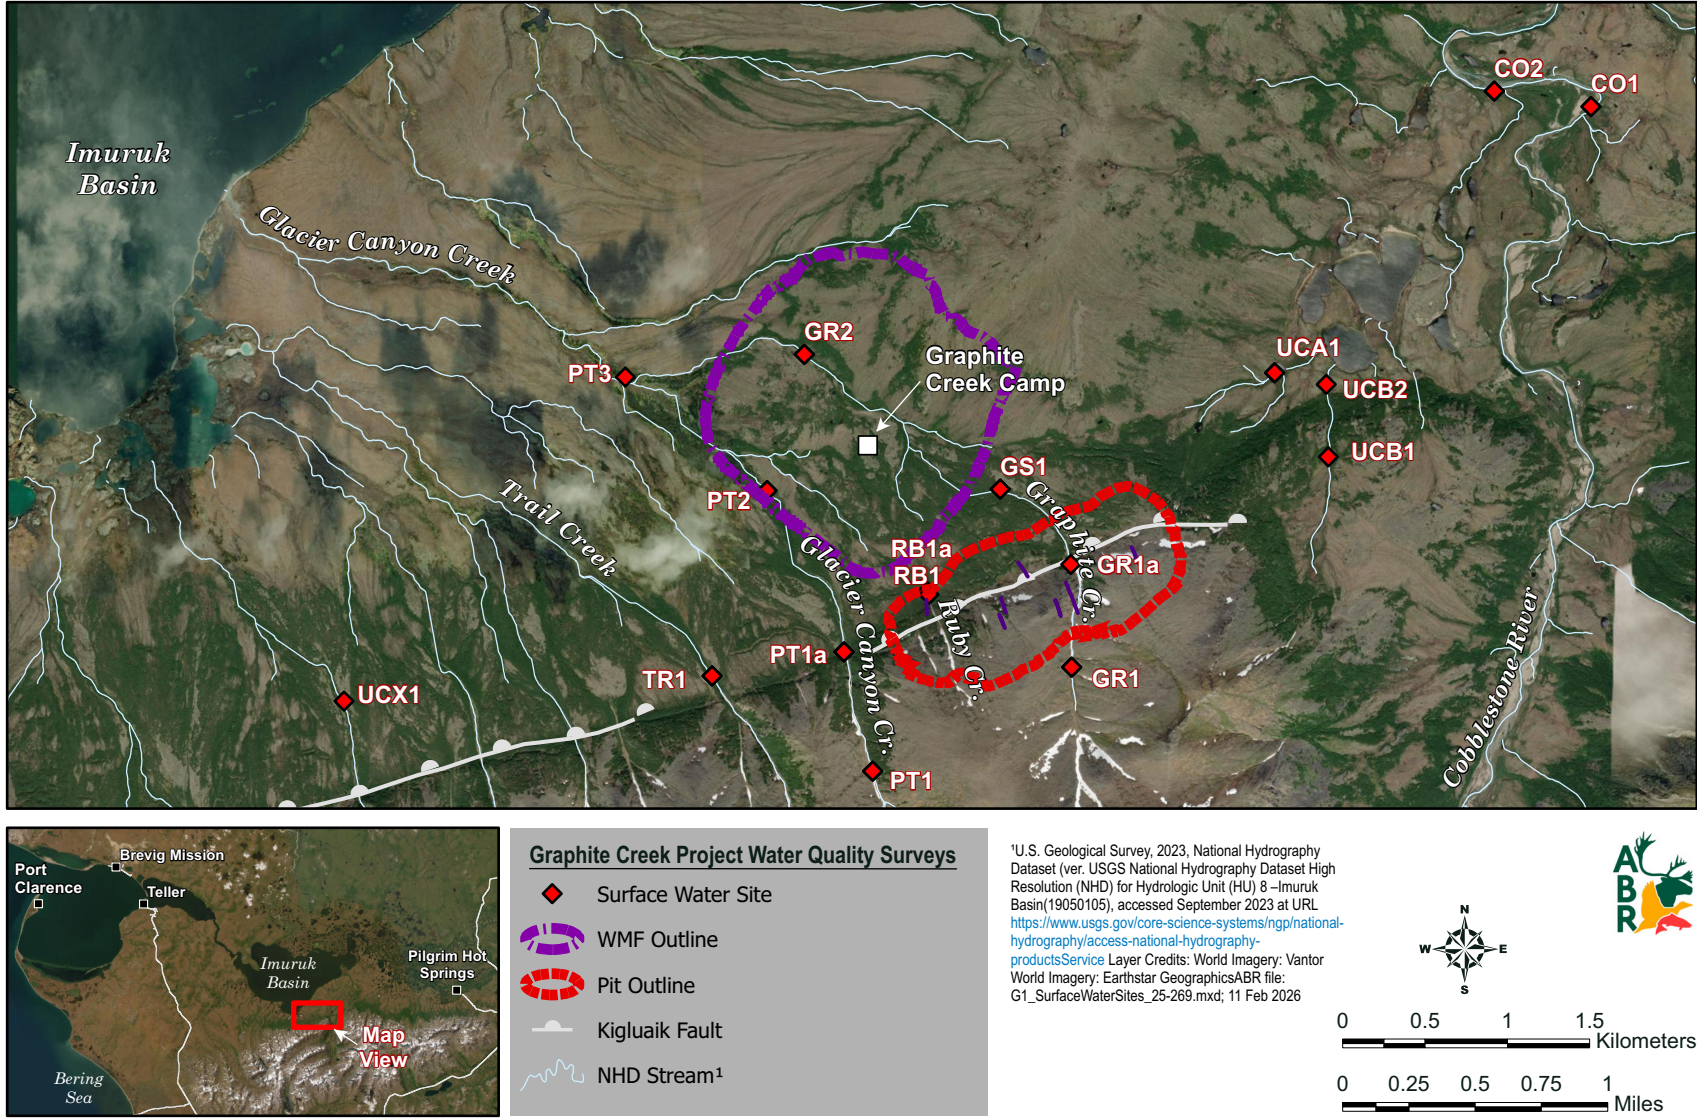 Imuruk
Basin
Glacier Canyon Creek
CO2
CO1
GR2
PT3
Graphite
Creek Camp
UCA1
UCB2
UCB1
GS1
PT2
Trail Creek
Graphite Cr.
Glacier Canyon Cr.
RB1a
RB1
GR1a
Ruby Cr.
PT1a
TR1
GR1
UCX1
PT1
Cobblestone River
Port
Clarence
Brevig Mission
Teller
Imuruk
Basin
Pilgrim Hot
Springs
Map
View
Bering
Sea
Graphite Creek Project Water Quality Surveys
Surface Water Site
WMF Outline
Pit Outline
Kigluaik Fault
NHD Stream¹
¹U.S. Geological Survey, 2023, National Hydrography
Dataset (ver. USGS National Hydrography Dataset High
Resolution (NHD) for Hydrologic Unit (HU) 8 –Imuruk
Basin(19050105), accessed September 2023 at URL
https://www.usgs.gov/core-science-systems/ngp/national-
hydrography/access-national-hydrography-
productsService Layer Credits: World Imagery: Vantor
World Imagery: Earthstar GeographicsABR file:
G1_SurfaceWaterSites_25-269.mxd; 11 Feb 2026
N
W E
S
A
B
R
0 0.5 1 1.5
Kilometers
0 0.25 0.5 0.75 1
Miles